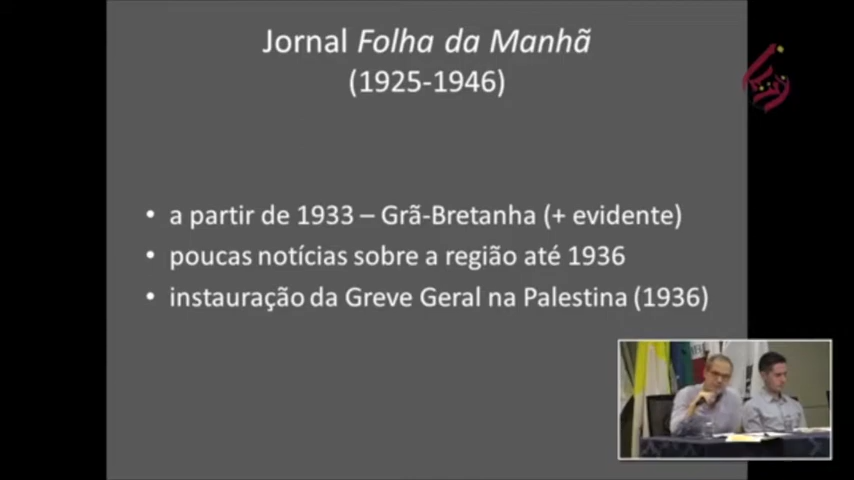 Jornal Folha da Manhã
(1925-1946)
• a partir de 1933 – Grã-Bretanha (+ evidente)
• poucas notícias sobre a região até 1936
• instauração da Greve Geral na Palestina (1936)